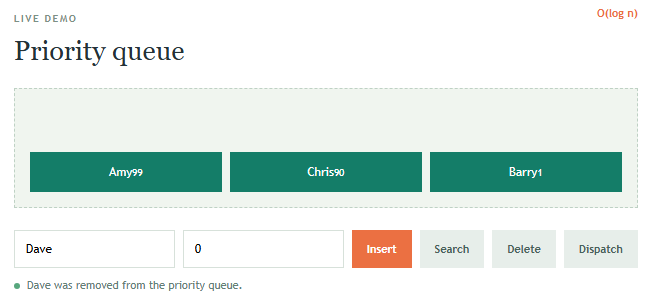 LIVE DEMO
O(log n)
Priority queue
Amy99 Chris90 Barry1
Dave 0 Insert Search Delete Dispatch
Dave was removed from the priority queue.